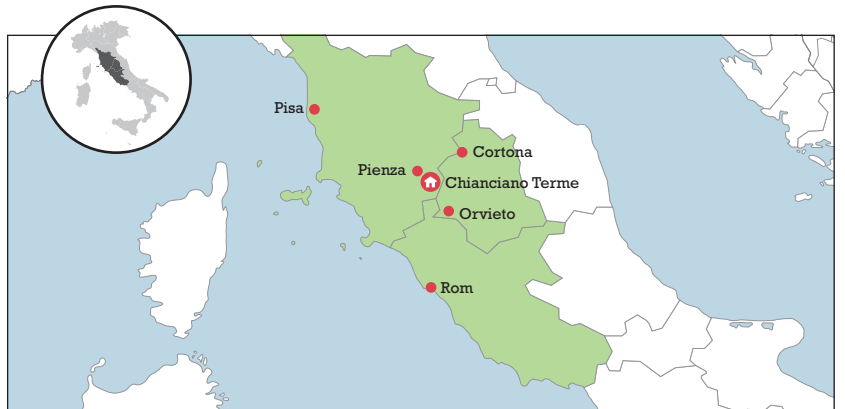 Pisa
Cortona
Pienza
Chianciano Terme
Orvieto
Rom